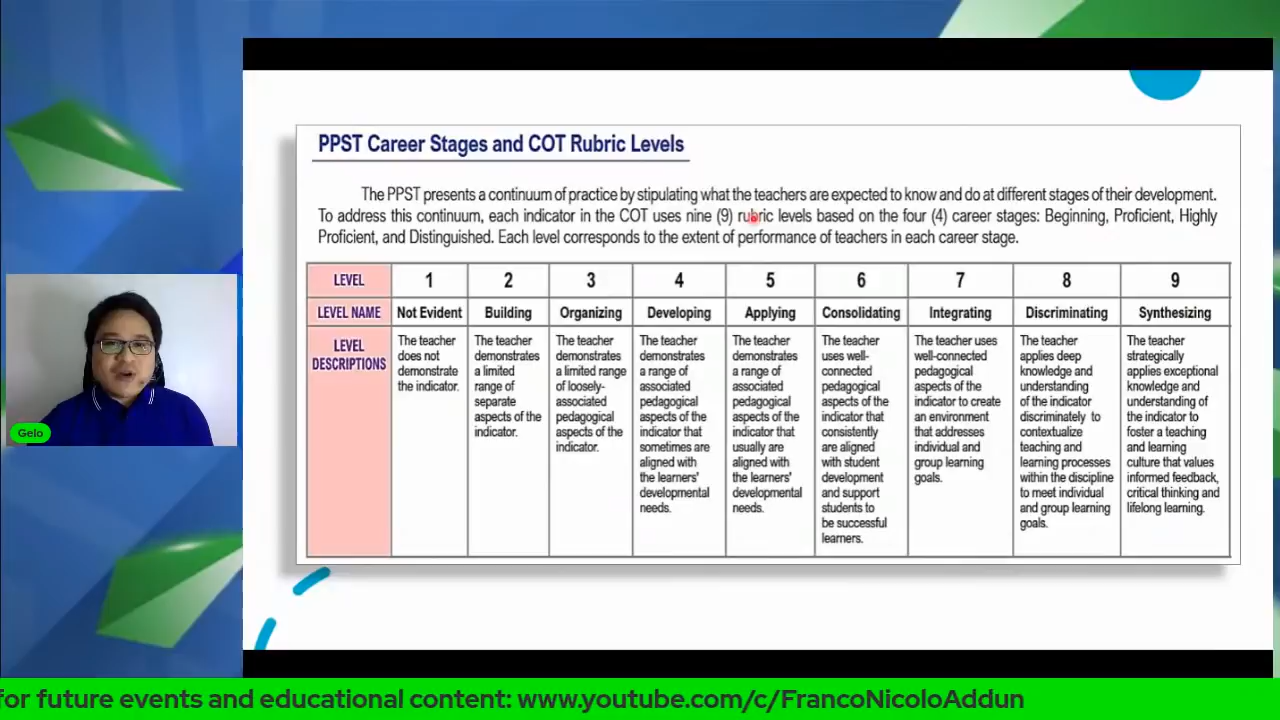 PPST Career Stages and COT Rubric Levels
The PPST presents a continuum of practice by stipulating what the teachers are expected to know and do at different stages of their development.
To address this continuum, each indicator in the COT uses nine (9) rubric levels based on the four (4) career stages: Beginning, Proficient, Highly
Proficient, and Distinguished. Each level corresponds to the extent of performance of teachers in each career stage.
LEVEL 1 2 3 4 5 6 7 8 9
LEVEL NAME Not Evident Building Organizing Developing Applying Consolidating Integrating Discriminating Synthesizing
LEVEL
DESCRIPTIONS
The teacher
does not
demonstrate
the indicator.
The teacher
demonstrates
a limited
range of
separate
aspects of the
indicator.
The teacher
demonstrates
a limited range
of loosely-
associated
pedagogical
aspects of the
indicator.
The teacher
demonstrates
a range of
associated
pedagogical
aspects of the
indicator that
sometimes are
aligned with
the learners'
developmental
needs.
The teacher
demonstrates
a range of
associated
pedagogical
aspects of the
indicator that
usually are
aligned with
the learners'
developmental
needs.
The teacher
uses well-
connected
pedagogical
aspects of the
indicator that
consistently
are aligned
with student
development
and support
students to
be successful
learners.
The teacher uses
well-connected
pedagogical
aspects of the
indicator to create
an environment
that addresses
individual and
group learning
goals.
The teacher
applies deep
knowledge and
understanding
of the indicator
discriminately to
contextualize
teaching and
learning processes
within the discipline
to meet individual
and group learning
goals.
The teacher
strategically
applies exceptional
knowledge and
understanding of
the indicator to
foster a teaching
and learning
culture that values
informed feedback,
critical thinking and
lifelong learning.
Gelo
for future events and educational content: www.youtube.com/c/FrancoNicoloAddun